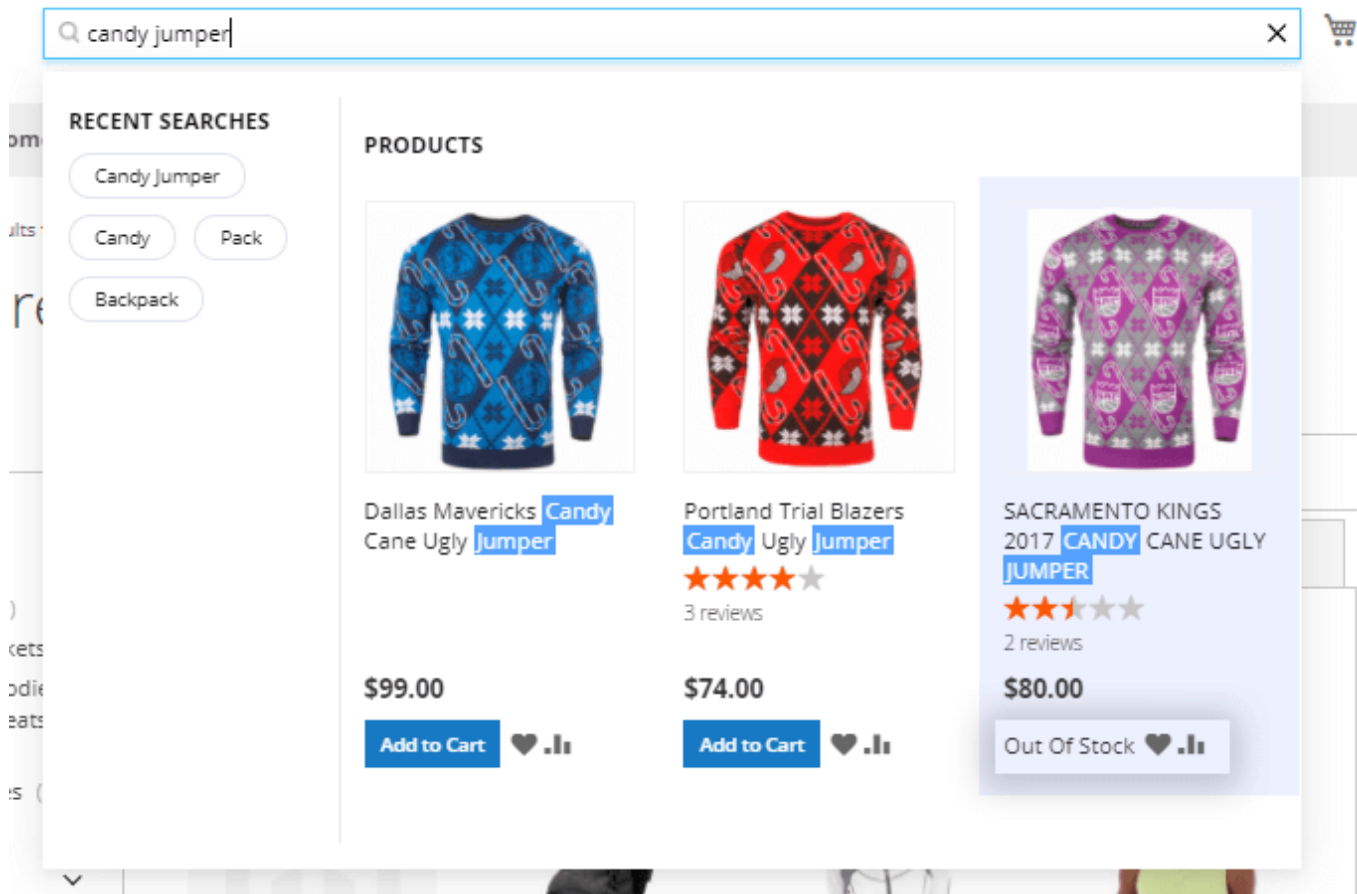 candy jumper
RECENT SEARCHES
Candy Jumper
Candy
Pack
Backpack
PRODUCTS
Dallas Mavericks Candy
Cane Ugly Jumper
$99.00
Add to Cart
Portland Trial Blazers
Candy Ugly Jumper
3 reviews
$74.00
Add to Cart
SACRAMENTO KINGS
2017 CANDY CANE UGLY
JUMPER
2 reviews
$80.00
Out Of Stock